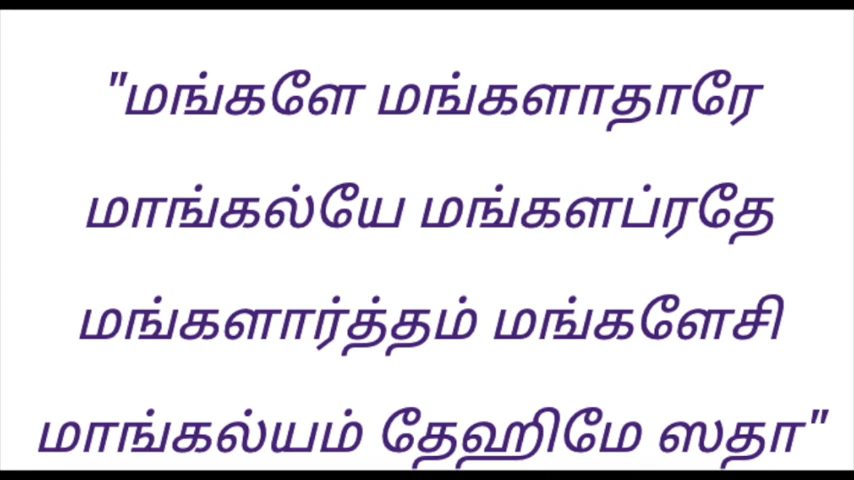 "மங்களே மங்களாதாரே
மாங்கல்யே மங்களப்ரதே
மங்களார்த்தம் மங்களேசி
மாங்கல்யம் தேஹிமே ஸதா"